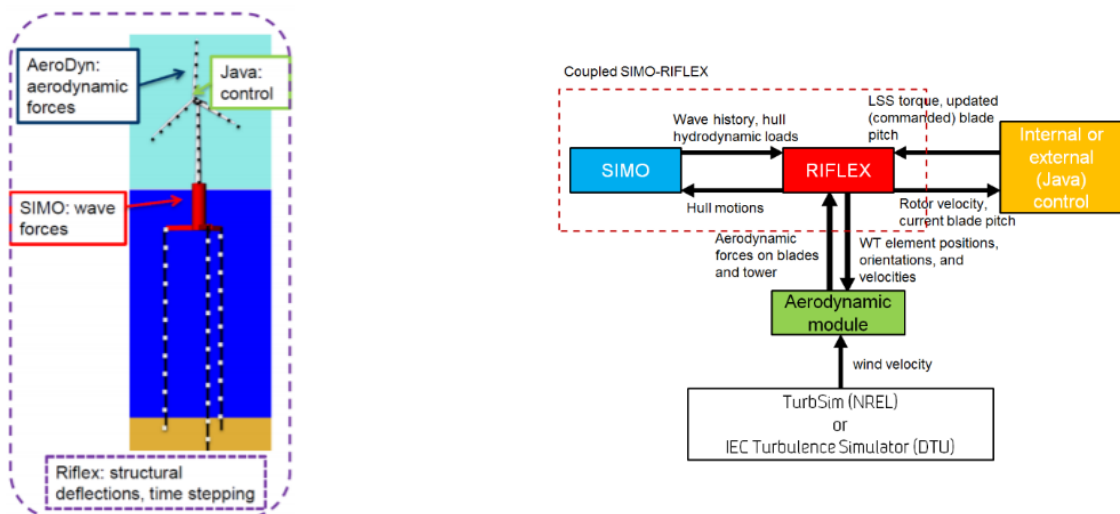 AeroDyn:
aerodynamic
forces
Java:
control
SIMO: wave
forces
Riflex: structural
deflections, time stepping
Coupled SIMO-RIFLEX
Wave history, hull
hydrodynamic loads
LSS torque, updated
(commanded) blade
pitch
SIMO
RIFLEX
Internal or
external
(Java)
control
Hull motions
Rotor velocity,
current blade pitch
Aerodynamic
forces on blades
and tower
WT element positions,
orientations, and
velocities
Aerodynamic
module
wind velocity
TurbSim (NREL)
or
IEC Turbulence Simulator (DTU)